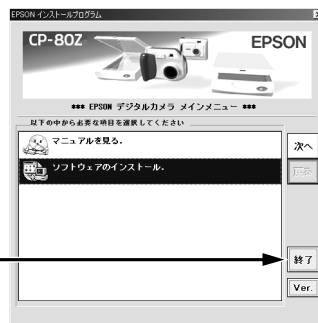 EPSON インストールプログラム
CP-80Z
EPSON
*** EPSON デジタルカメラ メインメニュー ***
以下の中から必要な項目を選択してください
マニュアルを見る.
ソフトウェアのインストール.
次へ
戻る
終了
Ver.